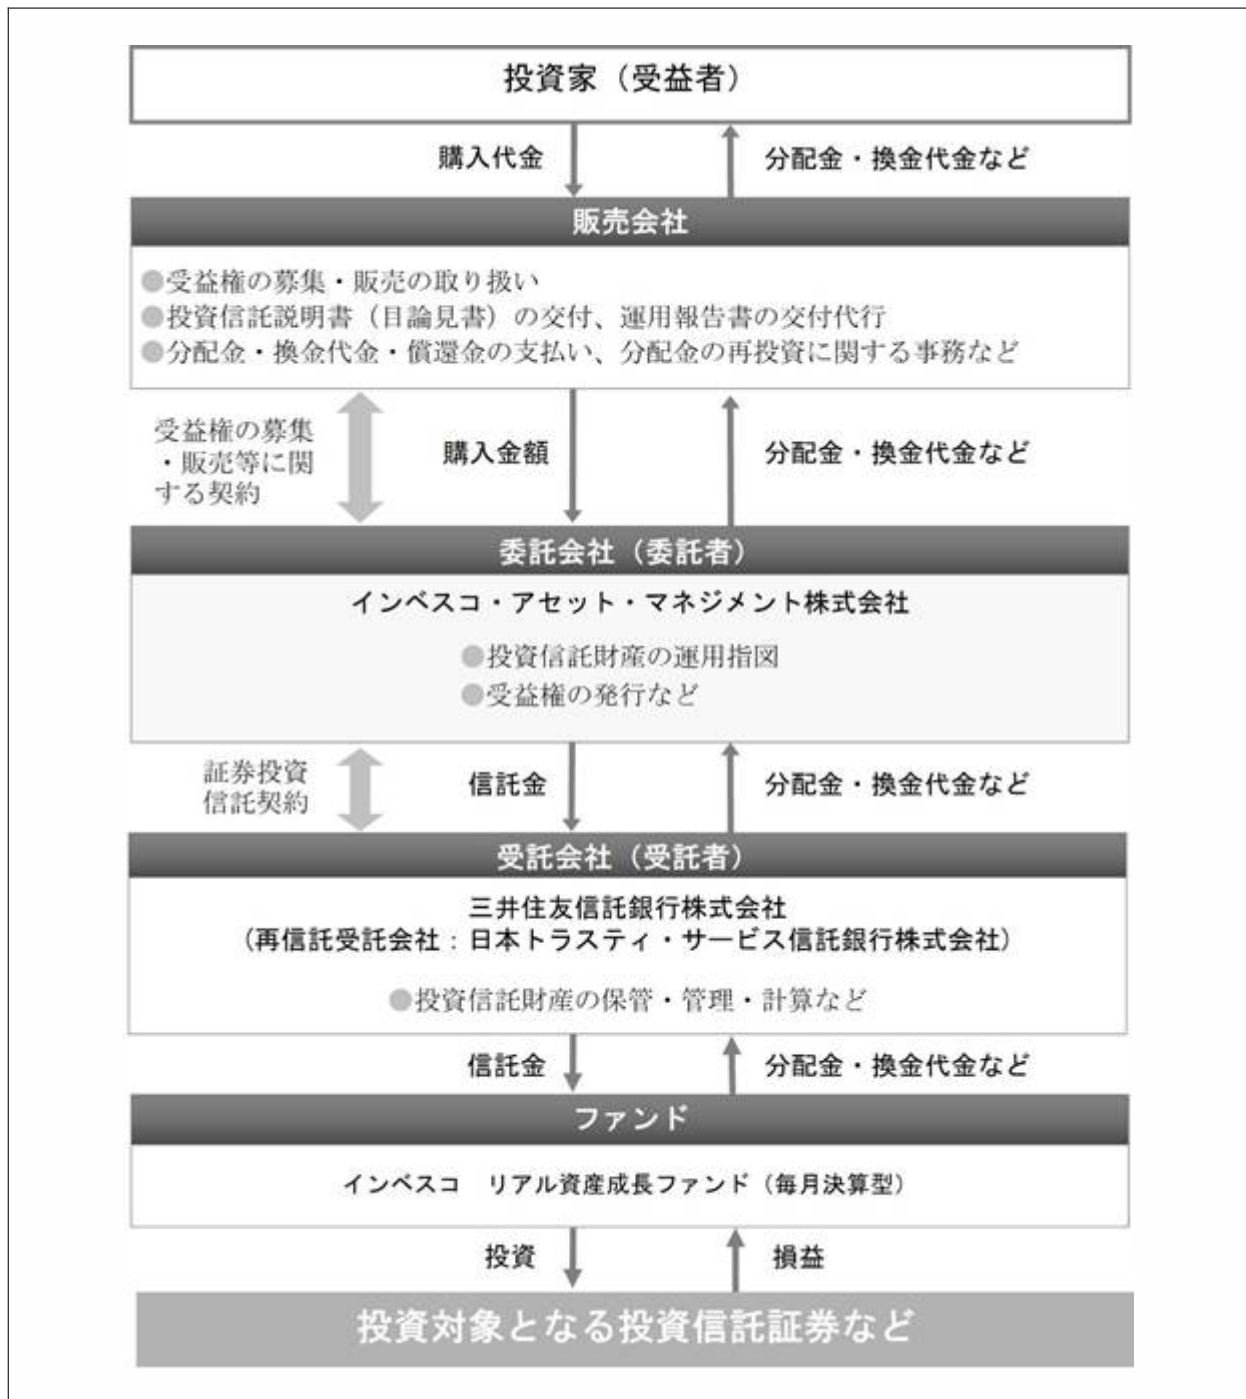 投資家（受益者）
購入代金
分配金・換金代金など
販売会社
●受益権の募集・販売の取り扱い
●投資信託説明書（目論見書）の交付、運用報告書の交付代行
●分配金・換金代金・償還金の支払い、分配金の再投資に関する事務など
受益権の募集
・販売等に関
する契約
購入金額
分配金・換金代金など
委託会社（委託者）
インベスコ・アセット・マネジメント株式会社
●投資信託財産の運用指図
●受益権の発行など
証券投資
信託契約
信託金
分配金・換金代金など
受託会社（受託者）
三井住友信託銀行株式会社
（再信託受託会社：日本トラスティ・サービス信託銀行株式会社）
●投資信託財産の保管・管理・計算など
信託金
分配金・換金代金など
ファンド
インベスコ　リアル資産成長ファンド（毎月決算型）
投資
損益
投資対象となる投資信託証券など